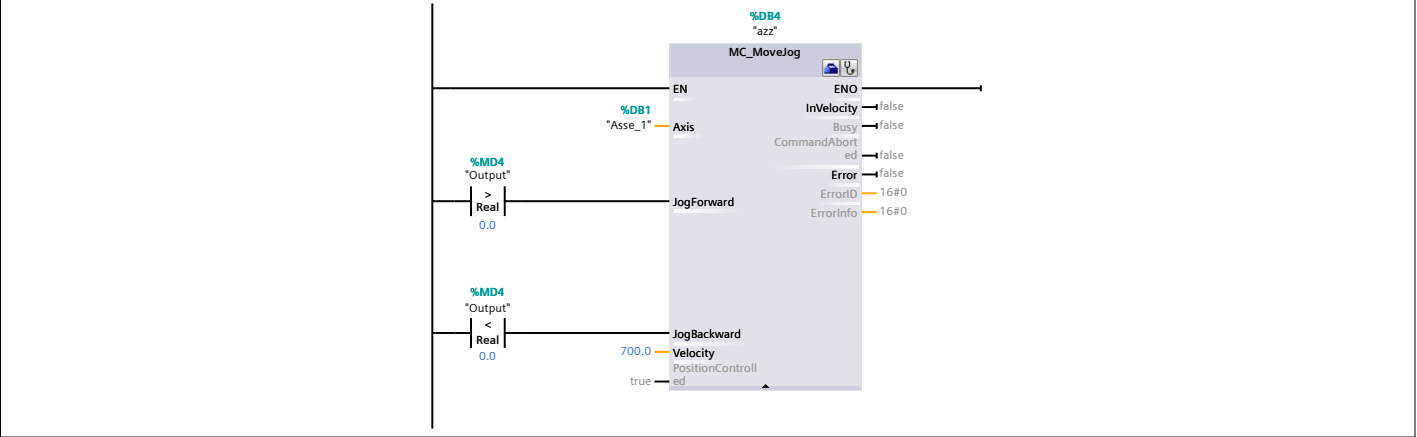 %DB4
"azz"
MC_MoveJog
EN
ENO
%DB1
"Asse_1"
Axis
InVelocity
false
Busy
false
CommandAbort
ed
false
Error
false
ErrorID
16#0
ErrorInfo
16#0
%MD4
"Output"
>
Real
0.0
JogForward
%MD4
"Output"
<
Real
0.0
JogBackward
700.0
Velocity
PositionControll
true
ed